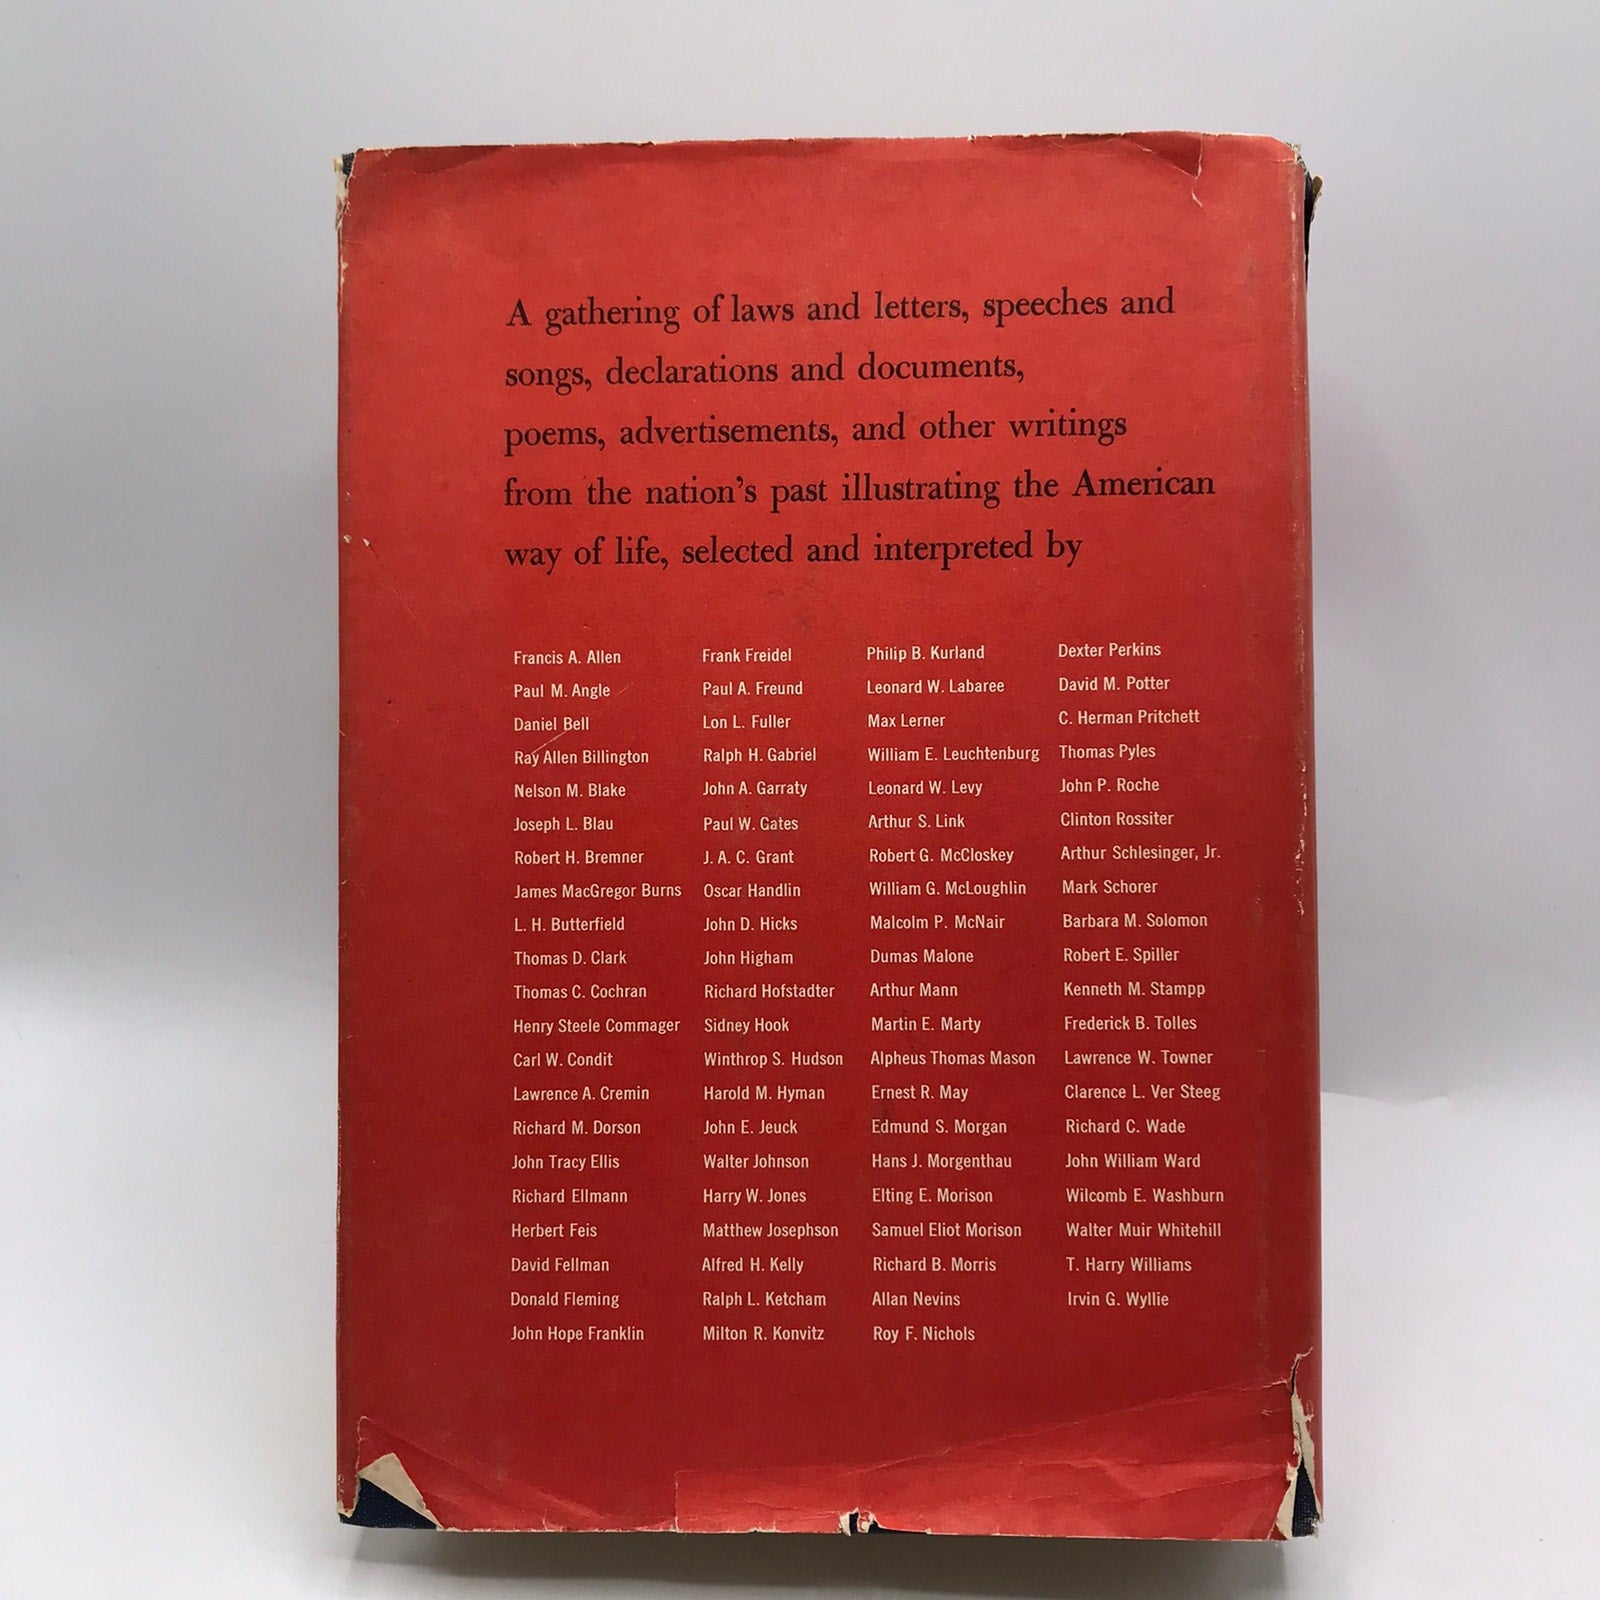 A gathering of laws and letters, speeches and
songs, declarations and documents,
poems, advertisements, and other writings
from the nation's past illustrating the American
way of life, selected and interpreted by
Francis A. Allen
Paul M. Angle
Daniel Bell
Ray Allen Billington
Nelson M. Blake
Joseph L. Blau
Robert H. Bremner
James MacGregor Burns
L. H. Butterfield
Thomas D. Clark
Thomas C. Cochran
Henry Steele Commager
Carl W. Condit
Lawrence A. Cremin
Richard M. Dorson
John Tracy Ellis
Richard Ellmann
Herbert Feis
David Fellman
Donald Fleming
John Hope Franklin
Frank Freidel
Paul A. Freund
Lon L. Fuller
Ralph H. Gabriel
John A. Garraty
Paul W. Gates
J. A. C. Grant
Oscar Handlin
John D. Hicks
John Higham
Richard Hofstadter
Sidney Hook
Winthrop S. Hudson
Harold M. Hyman
John E. Jeuck
Walter Johnson
Harry W. Jones
Matthew Josephson
Alfred H. Kelly
Ralph L. Ketcham
Milton R. Konvitz
Philip B. Kurland
Leonard W. Labaree
Max Lerner
William E. Leuchtenburg
Leonard W. Levy
Arthur S. Link
Robert G. McCloskey
William G. McLoughlin
Malcolm P. McNair
Dumas Malone
Arthur Mann
Martin E. Marty
Alpheus Thomas Mason
Ernest R. May
Edmund S. Morgan
Hans J. Morgenthau
Elting E. Morison
Samuel Eliot Morison
Richard B. Morris
Allan Nevins
Roy F. Nichols
Dexter Perkins
David M. Potter
C. Herman Pritchett
Thomas Pyles
John P. Roche
Clinton Rossiter
Arthur Schlesinger, Jr.
Mark Schorer
Barbara M. Solomon
Robert E. Spiller
Kenneth M. Stampp
Frederick B. Tolles
Lawrence W. Towner
Clarence L. Ver Steeg
Richard C. Wade
John William Ward
Wilcomb E. Washburn
Walter Muir Whitehill
T. Harry Williams
Irvin G. Wyllie